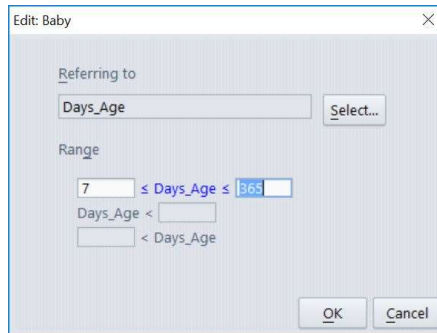 Edit: Baby
Referring to
Days_Age
Select...
Range
7 ≤ Days_Age ≤ 365
Days_Age <
< Days_Age
OK Cancel